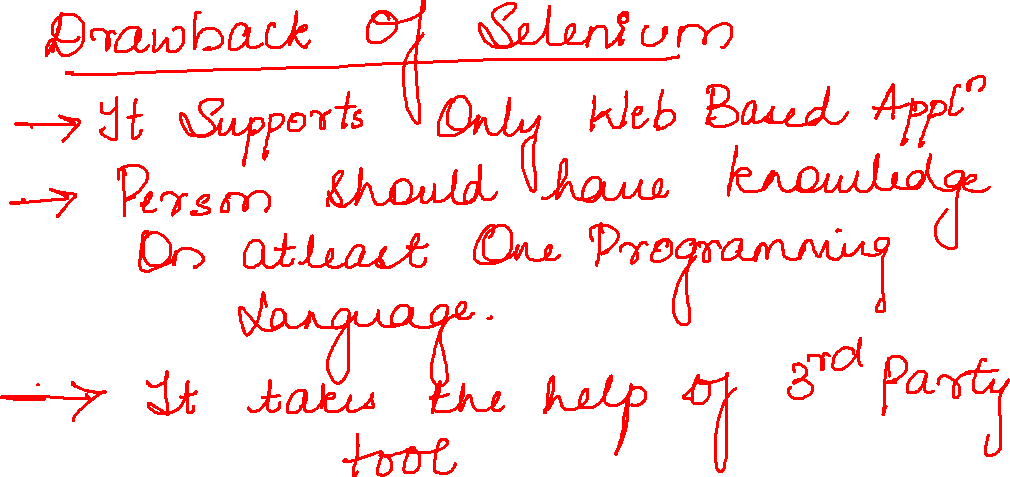 Drawback Of Selenium
→ It Supports Only Web Based Applⁿ
→ Person should have knowledge
On atleast One Programming
Language.
→ It takes the help of 3rd Party
tool